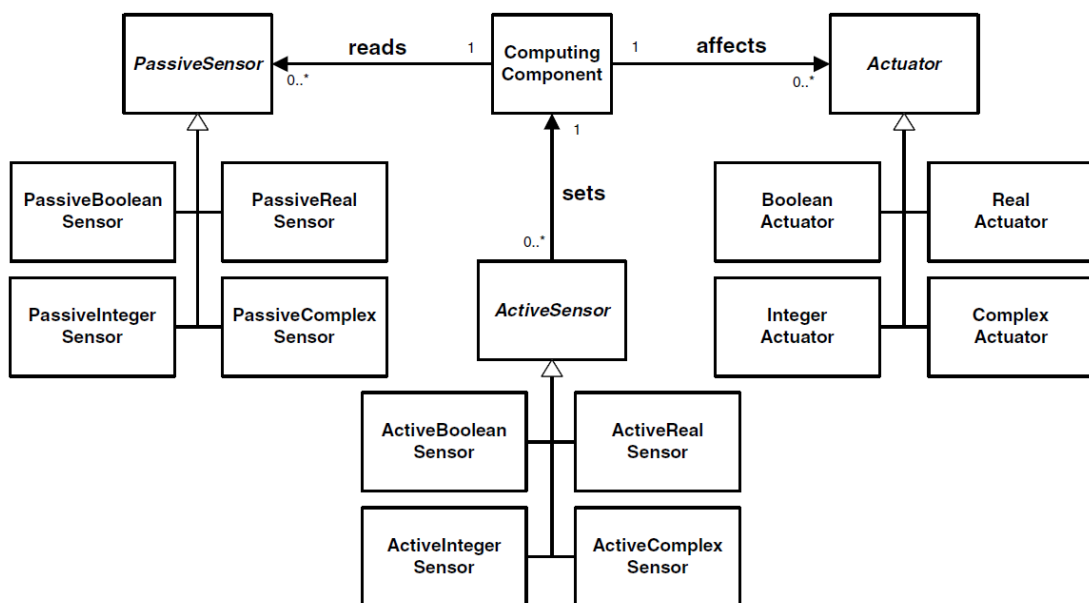 PassiveSensor
reads
1
0..*
Computing
Component
1
affects
0..*
Actuator
1
sets
0..*
PassiveBoolean
Sensor
PassiveReal
Sensor
PassiveInteger
Sensor
PassiveComplex
Sensor
ActiveSensor
Boolean
Actuator
Real
Actuator
Integer
Actuator
Complex
Actuator
ActiveBoolean
Sensor
ActiveReal
Sensor
ActiveInteger
Sensor
ActiveComplex
Sensor